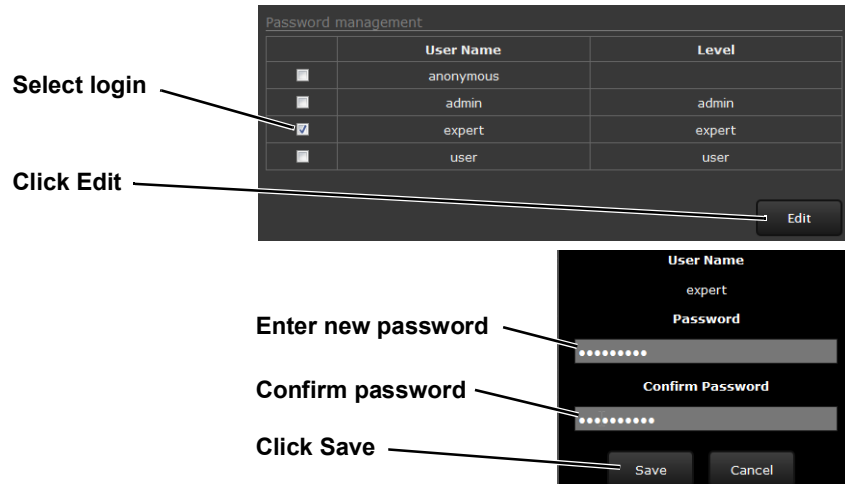 Password management
User Name Level
anonymous
Select login
admin admin
expert expert
user user
Click Edit
Edit
User Name
expert
Password
Enter new password
•••••••••
Confirm Password
Confirm password
••••••••••
Click Save
Save Cancel